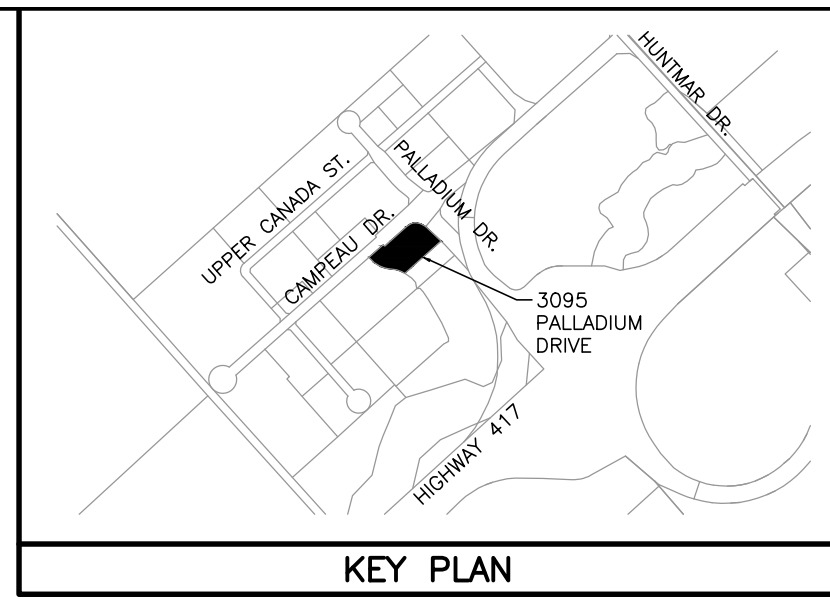 HUNTMAR DR.
PALLADIUM DR.
UPPER CANADA ST.
CAMPEAU DR.
3095
PALLADIUM
DRIVE
HIGHWAY 417
KEY PLAN